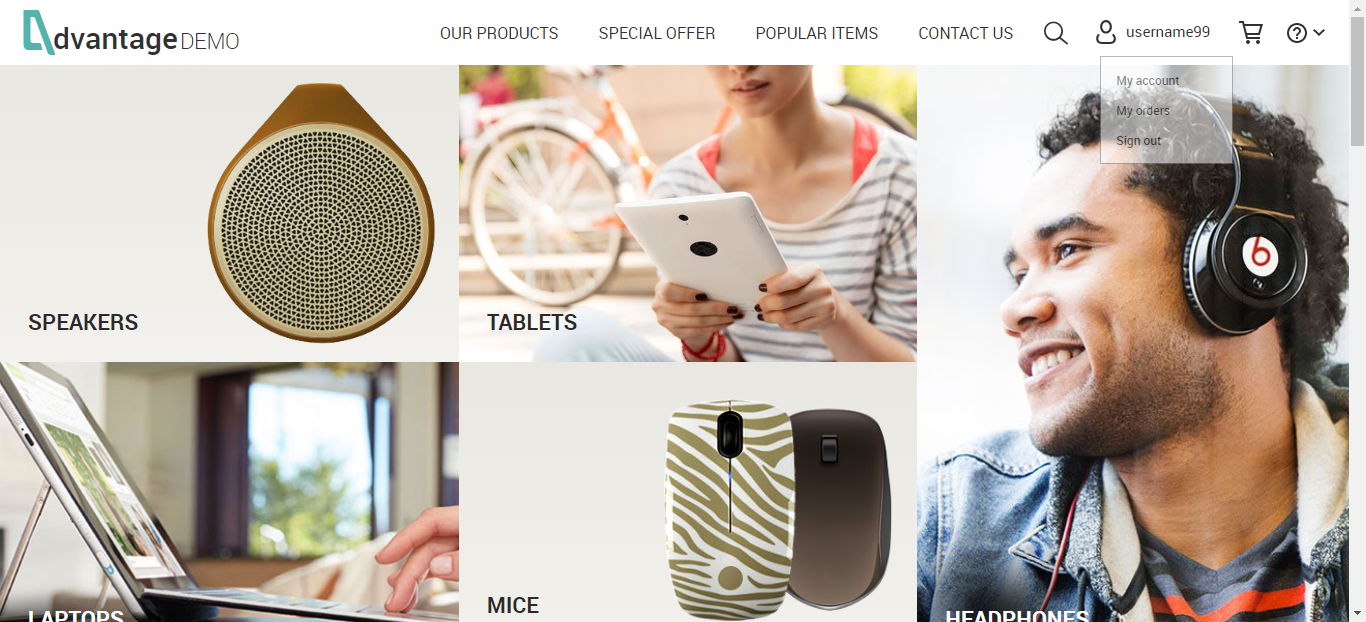 dvantage DEMO
OUR PRODUCTS
SPECIAL OFFER
POPULAR ITEMS
CONTACT US
username99
My account
My orders
Sign out
SPEAKERS
TABLETS
LAPTOPS
MICE
HEADPHONES